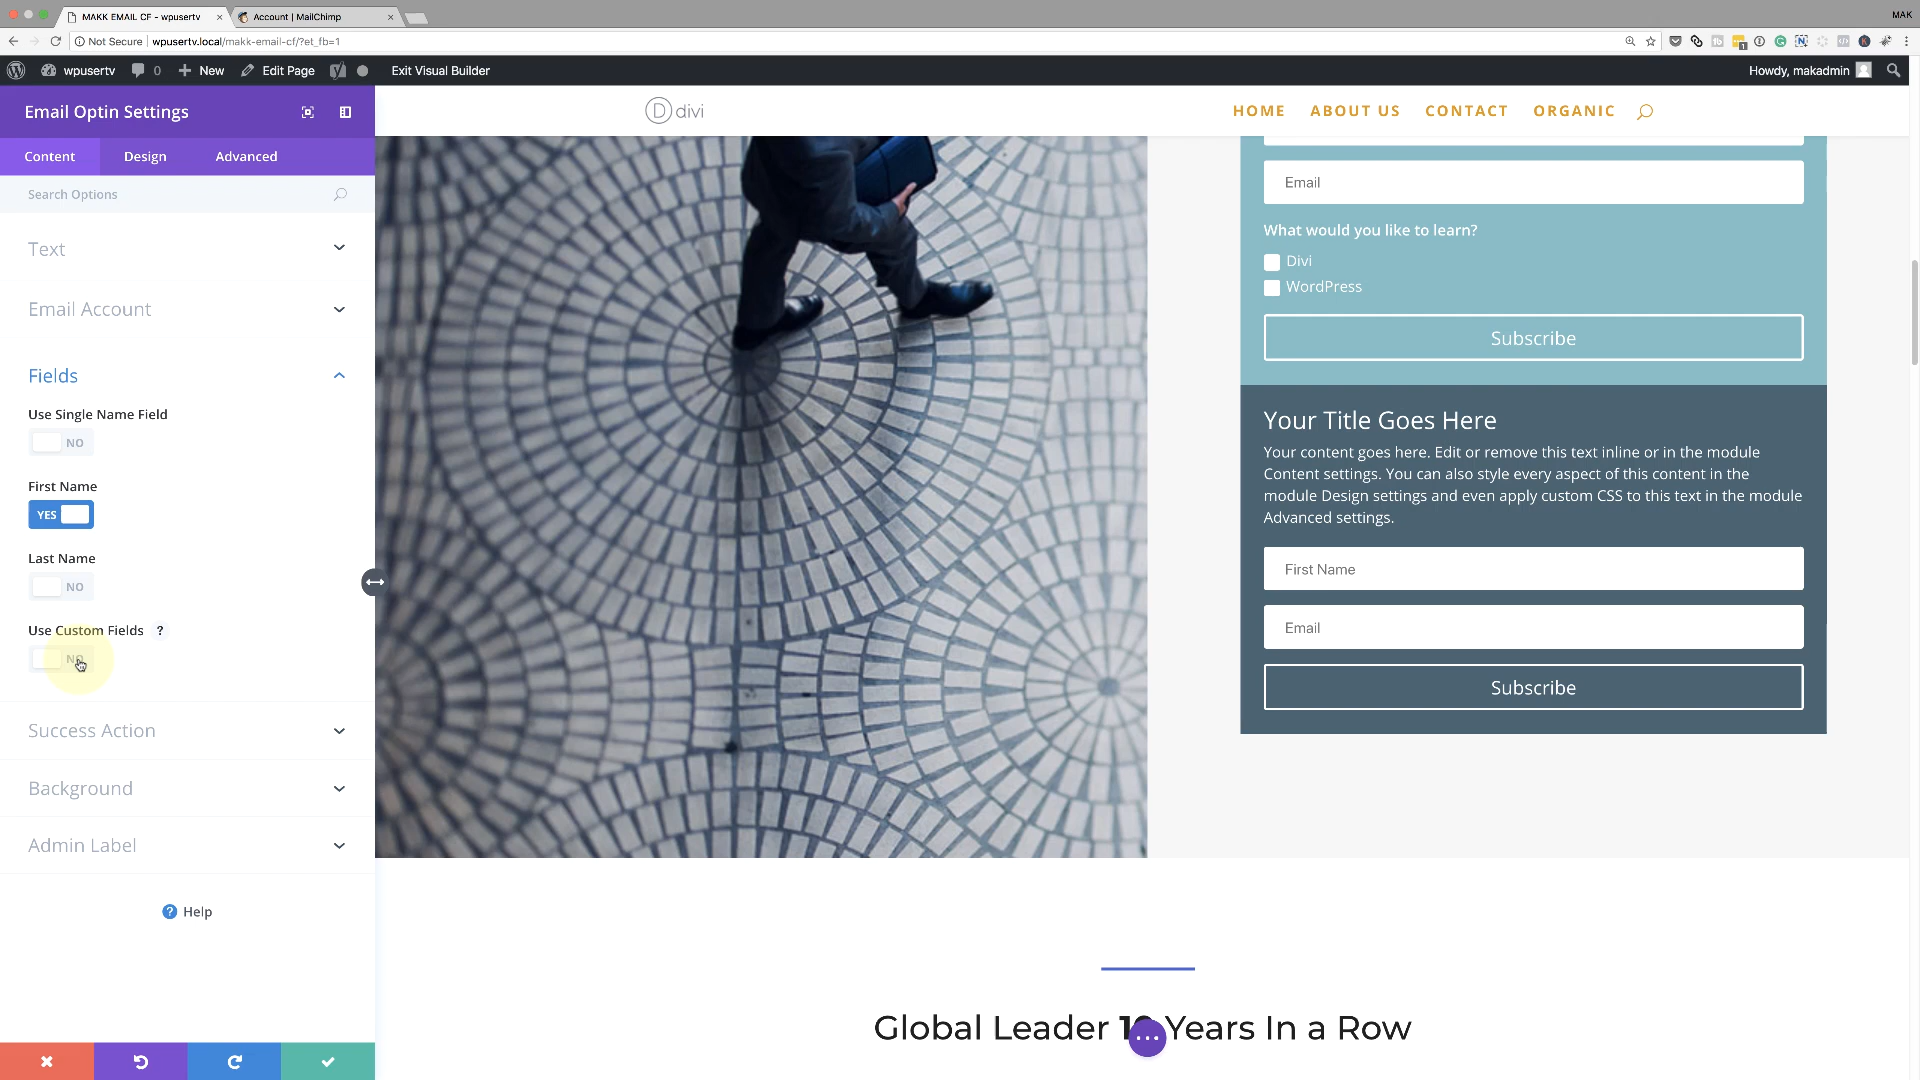 MAKK EMAIL CF - wpusertv
Account | MailChimp
MAK
Not Secure
wpusertv.local/makk-email-cf/?et_fb=1
wpusertv
0
New
Edit Page
Exit Visual Builder
Howdy, makadmin
Email Optin Settings
D divi
HOME
ABOUT US
CONTACT
ORGANIC
Content
Design
Advanced
Search Options
Text
Email Account
Fields
Use Single Name Field
NO
First Name
YES
Last Name
NO
Use Custom Fields ?
NO
Success Action
Background
Admin Label
? Help
Email
What would you like to learn?
Divi
WordPress
Subscribe
Your Title Goes Here
Your content goes here. Edit or remove this text inline or in the module
Content settings. You can also style every aspect of this content in the
module Design settings and even apply custom CSS to this text in the module
Advanced settings.
First Name
Email
Subscribe
Global Leader 10 Years In a Row